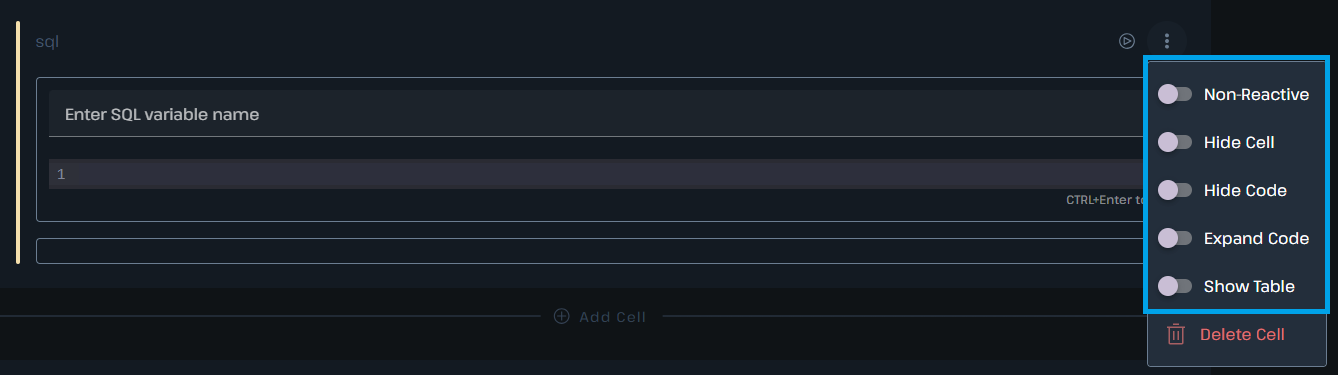 sql
Enter SQL variable name
1
CTRL+Enter to
Non-Reactive
Hide Cell
Hide Code
Expand Code
Show Table
Delete Cell
Add Cell